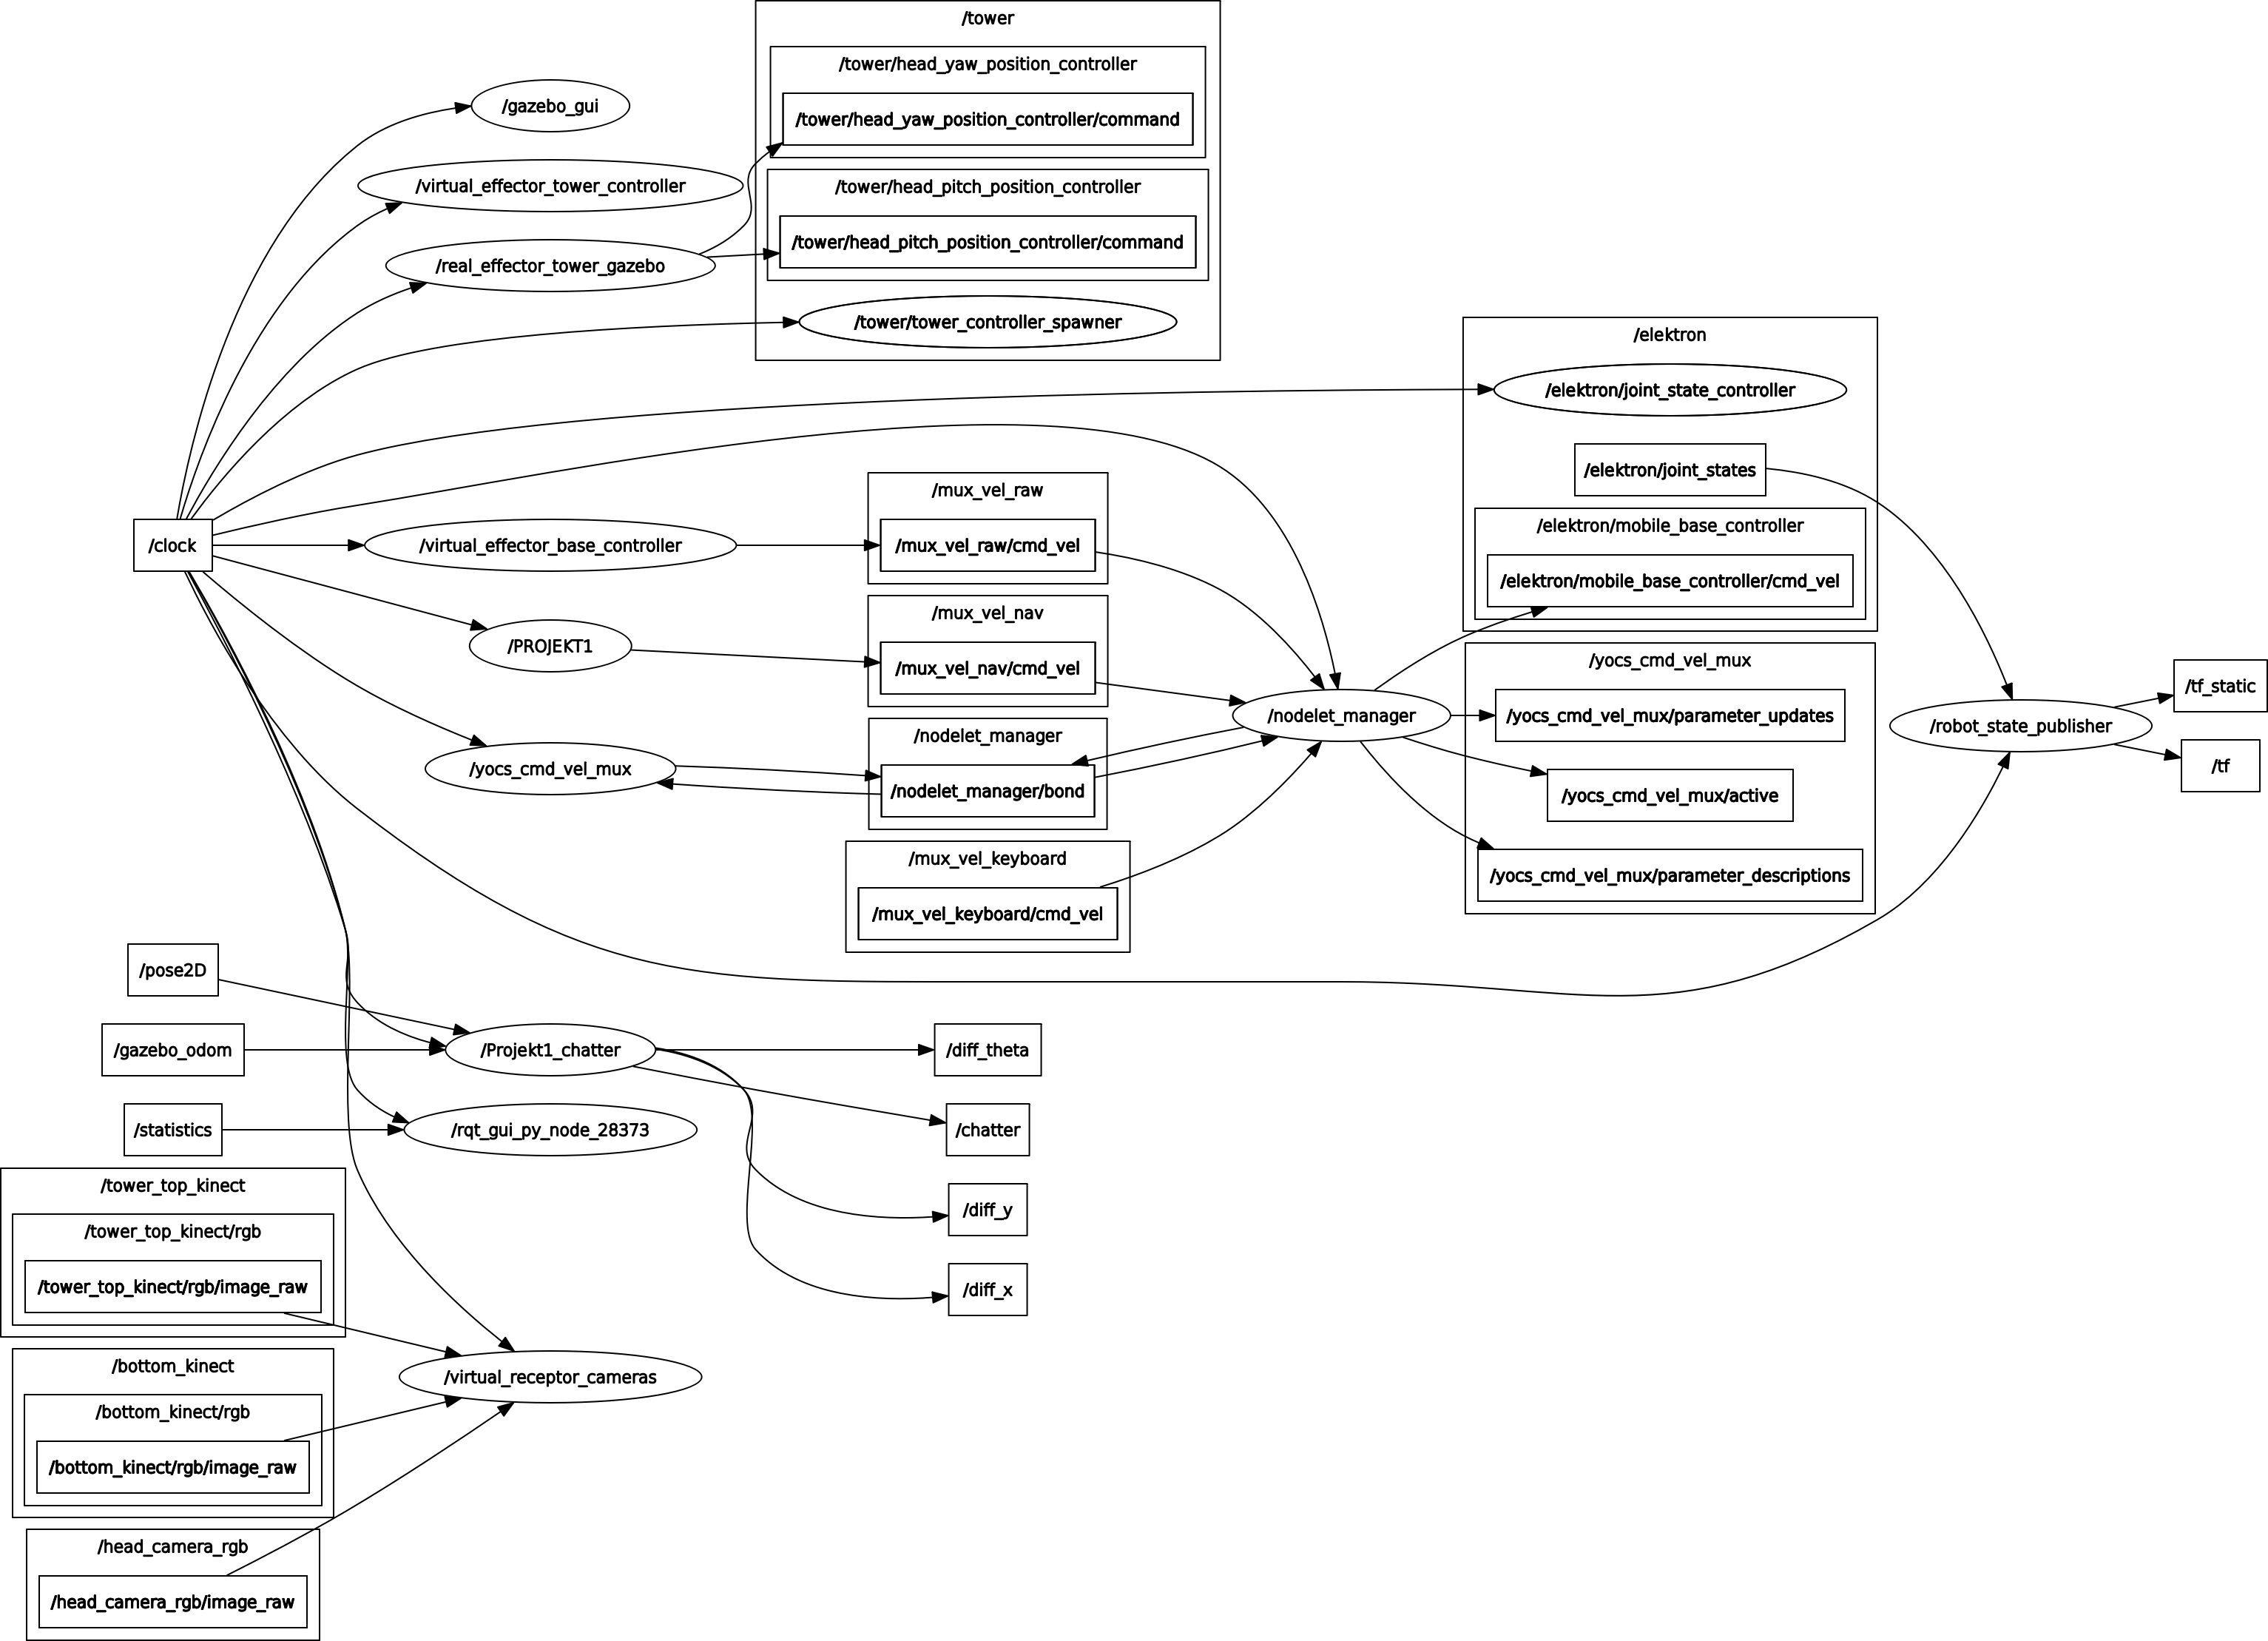 /tower
/tower/head_yaw_position_controller
/tower/head_yaw_position_controller/command
/gazebo_gui
/virtual_effector_tower_controller
/tower/head_pitch_position_controller
/tower/head_pitch_position_controller/command
/real_effector_tower_gazebo
/tower/tower_controller_spawner
/elektron
/elektron/joint_state_controller
/elektron/joint_states
/mux_vel_raw
/mux_vel_raw/cmd_vel
/clock
/virtual_effector_base_controller
/elektron/mobile_base_controller
/elektron/mobile_base_controller/cmd_vel
/mux_vel_nav
/mux_vel_nav/cmd_vel
/PROJEKT1
/yocs_cmd_vel_mux
/yocs_cmd_vel_mux/parameter_updates
/nodelet_manager
/robot_state_publisher
/tf_static
/tf
/nodelet_manager
/nodelet_manager/bond
/yocs_cmd_vel_mux
/yocs_cmd_vel_mux/active
/yocs_cmd_vel_mux/parameter_descriptions
/mux_vel_keyboard
/mux_vel_keyboard/cmd_vel
/pose2D
/gazebo_odom
/Projekt1_chatter
/diff_theta
/statistics
/rqt_gui_py_node_28373
/chatter
/tower_top_kinect
/tower_top_kinect/rgb
/tower_top_kinect/rgb/image_raw
/diff_y
/diff_x
/bottom_kinect
/bottom_kinect/rgb
/bottom_kinect/rgb/image_raw
/virtual_receptor_cameras
/head_camera_rgb
/head_camera_rgb/image_raw